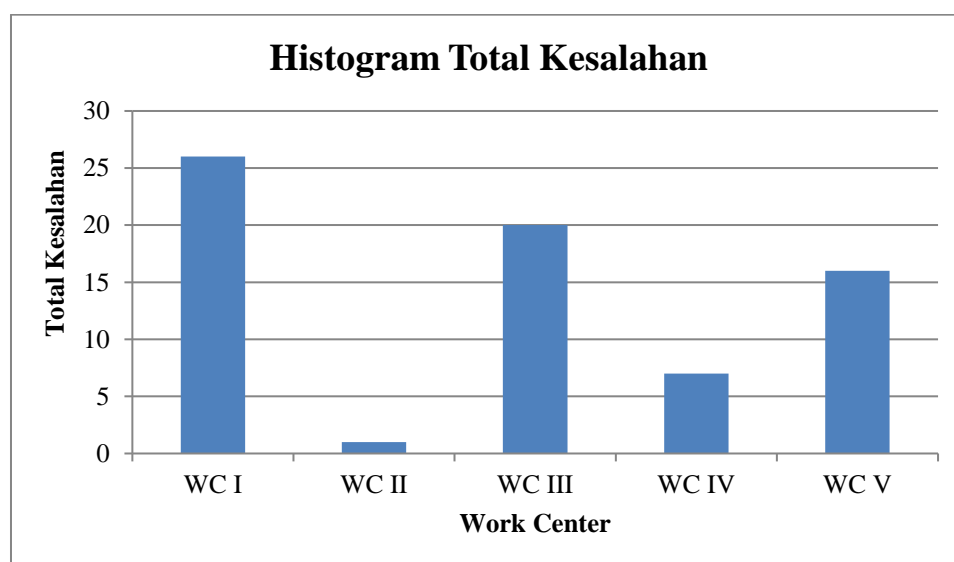 Histogram Total Kesalahan
Total Kesalahan
30
25
20
15
10
5
0
WC I WC II WC III WC IV WC V
Work Center